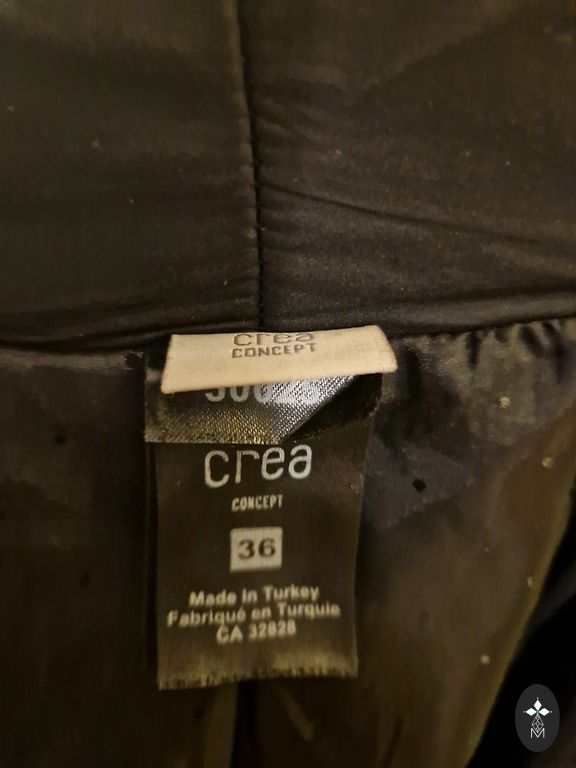 crea
CONCEPT
crea
CONCEPT
36
Made In Turkey
Fabriqué en Turquie
CA 32828